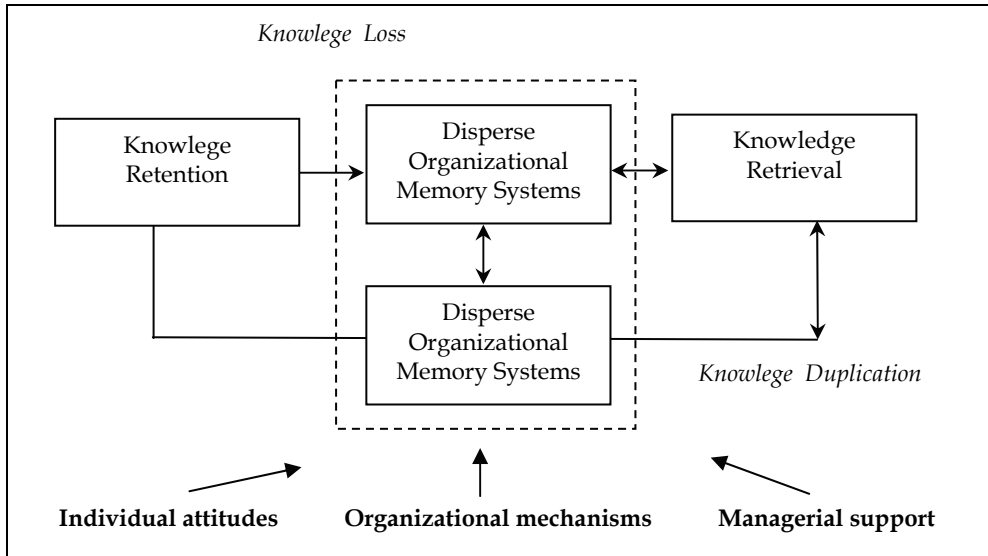 Knowlege Loss
Knowlege
Retention
Disperse
Organizational
Memory Systems
Knowledge
Retrieval
Disperse
Organizational
Memory Systems
Knowlege Duplication
Individual attitudes
Organizational mechanisms
Managerial support